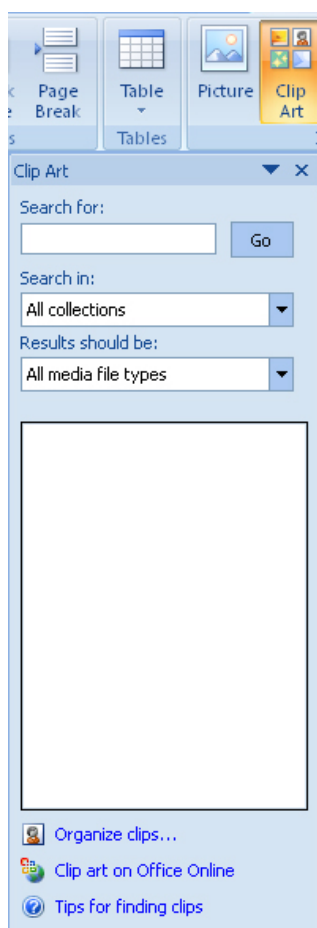 Page Break
Table
Picture
Clip Art
Tables
Clip Art
Search for:
Go
Search in:
All collections
Results should be:
All media file types
Organize clips...
Clip art on Office Online
Tips for finding clips